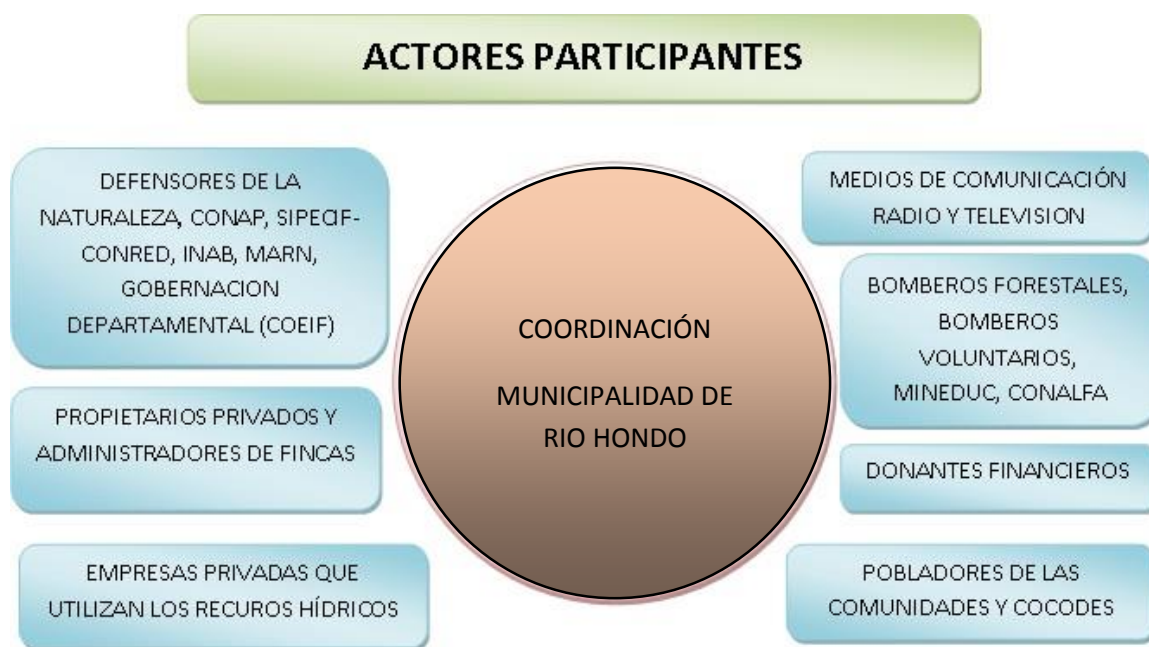 ACTORES PARTICIPANTES
DEFENSORES DE LA
NATURALEZA, CONAP, SIPECIF-
CONRED, INAB, MARN,
GOBERNACION
DEPARTAMENTAL (COEIF)
PROPIETARIOS PRIVADOS Y
ADMINISTRADORES DE FINCAS
EMPRESAS PRIVADAS QUE
UTILIZAN LOS RECUROS HÍDRICOS
COORDINACIÓN
MUNICIPALIDAD DE
RIO HONDO
MEDIOS DE COMUNICACIÓN
RADIO Y TELEVISION
BOMBEROS FORESTALES,
BOMBEROS
VOLUNTARIOS,
MINEDUC, CONALFA
DONANTES FINANCIEROS
POBLADORES DE LAS
COMUNIDADES Y COCODES